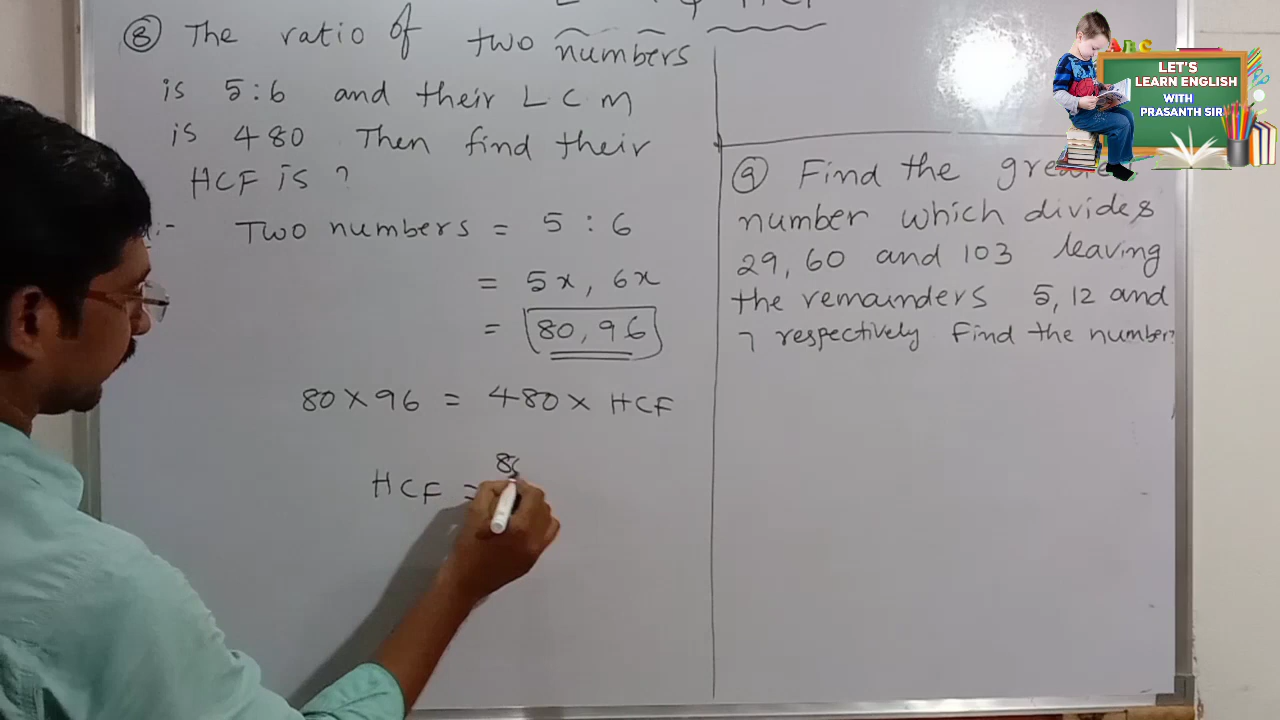 ⑧ The ratio of two numbers
is 5:6 and their LCM
is 480 Then find their
HCF is ?
:- Two numbers = 5 : 6
= 5x, 6x
= 80, 96
80 X 96 = 480 X HCF
HCF =
⑨ Find the
number which divides
29, 60 and 103 leaving
the remainders 5, 12 and
7 respectively Find the number?
ABC
LET'S
LEARN ENGLISH
WITH
PRASANTH SIR